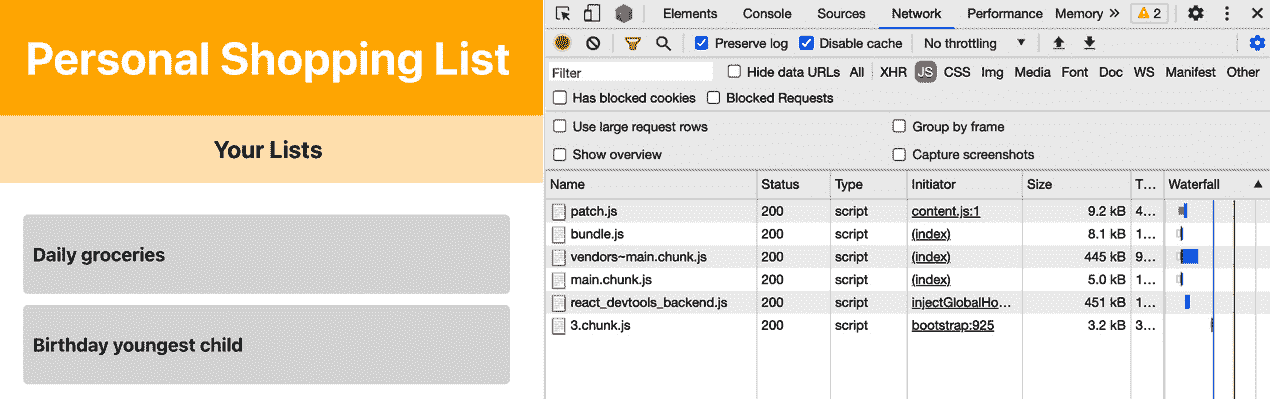 Personal Shopping List
Your Lists
Daily groceries
Birthday youngest child
Elements Console Sources Network Performance Memory » 2
Preserve log Disable cache No throttling
Filter Hide data URLs All XHR JS CSS Img Media Font Doc WS Manifest Other
Has blocked cookies Blocked Requests
Use large request rows Group by frame
Show overview Capture screenshots
Name Status Type Initiator Size T... Waterfall
patch.js 200 script content.js:1 9.2 kB 4...
bundle.js 200 script (index) 8.1 kB 1...
vendors~main.chunk.js 200 script (index) 445 kB 9...
main.chunk.js 200 script (index) 5.0 kB 1...
react_devtools_backend.js 200 script injectGlobalHo... 451 kB 1...
3.chunk.js 200 script bootstrap:925 3.2 kB 3...